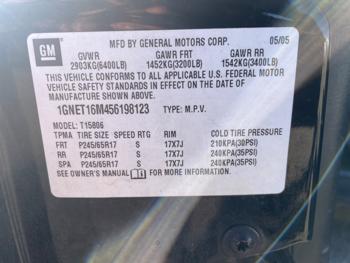 GM
MFD BY GENERAL MOTORS CORP. 05/05
GVWR GAWR FRT GAWR RR
2903KG(6400LB) 1452KG(3200LB) 1542KG(3400LB)
THIS VEHICLE CONFORMS TO ALL APPLICABLE U.S. FEDERAL MOTOR
VEHICLE SAFETY STANDARDS IN EFFECT ON THE DATE OF
MANUFACTURE SHOWN ABOVE.
1GNET16M456198123 TYPE: M.P.V.
MODEL: T15806
TPMA TIRE SIZE SPEED RTG RIM COLD TIRE PRESSURE
FRT P245/65R17 S 17X7J 210KPA(30PSI)
RR P245/65R17 S 17X7J 240KPA(35PSI)
SPA P245/65R17 S 17X7J 240KPA(35PSI)
SEE OWNER'S MANUAL FOR MORE INFORMATION.